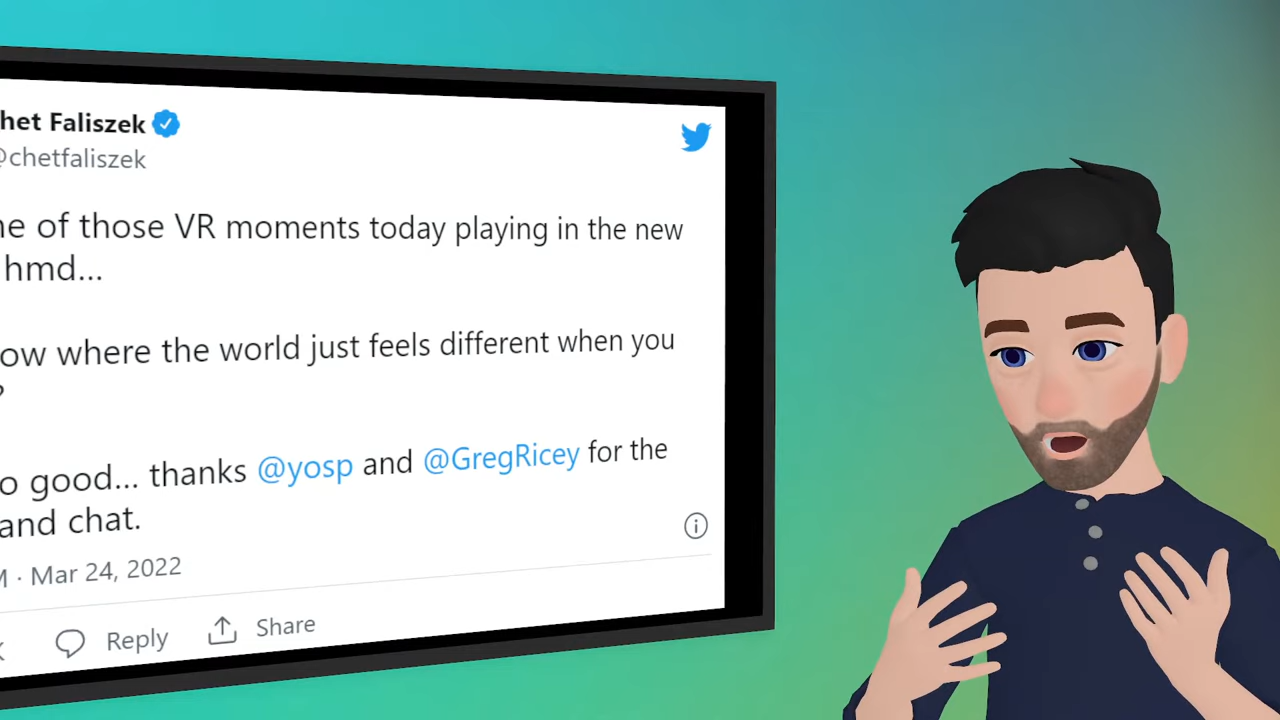 het Faliszek
@chetfaliszek
ne of those VR moments today playing in the new
hmd...
ow where the world just feels different when you
?
o good... thanks @yosp and @GregRicey for the
and chat.
M · Mar 24, 2022
Reply Share